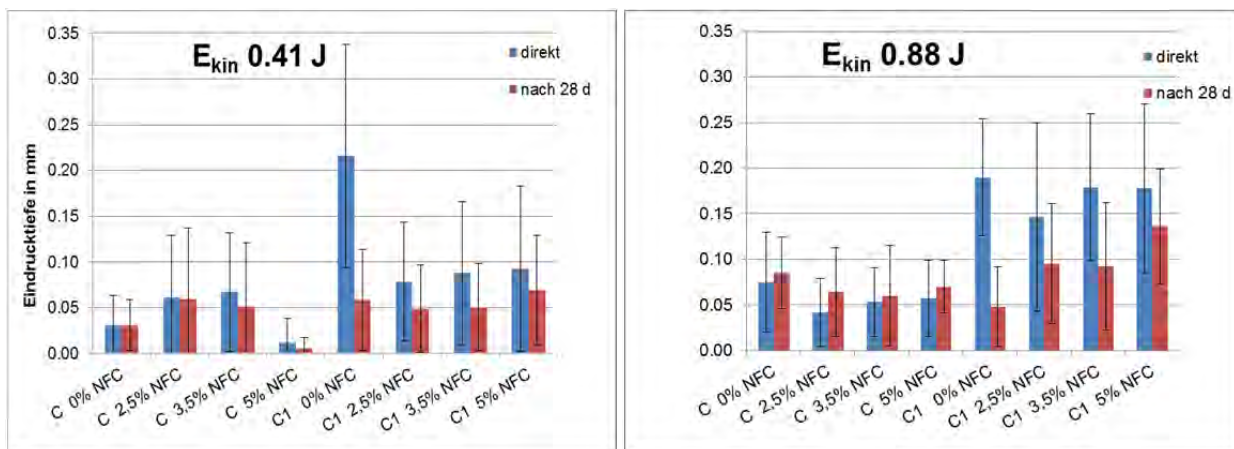 E_kin 0.41 J
direkt
nach 28 d
Eindrucktiefe in mm
0.35
0.30
0.25
0.20
0.15
0.10
0.05
0.00
C 0% NFC
C 2,5% NFC
C 3,5% NFC
C 5% NFC
C1 0% NFC
C1 2,5% NFC
C1 3,5% NFC
C1 5% NFC
E_kin 0.88 J
direkt
nach 28 d
0.35
0.30
0.25
0.20
0.15
0.10
0.05
0.00
C 0% NFC
C 2,5% NFC
C 3,5% NFC
C 5% NFC
C1 0% NFC
C1 2,5% NFC
C1 3,5% NFC
C1 5% NFC